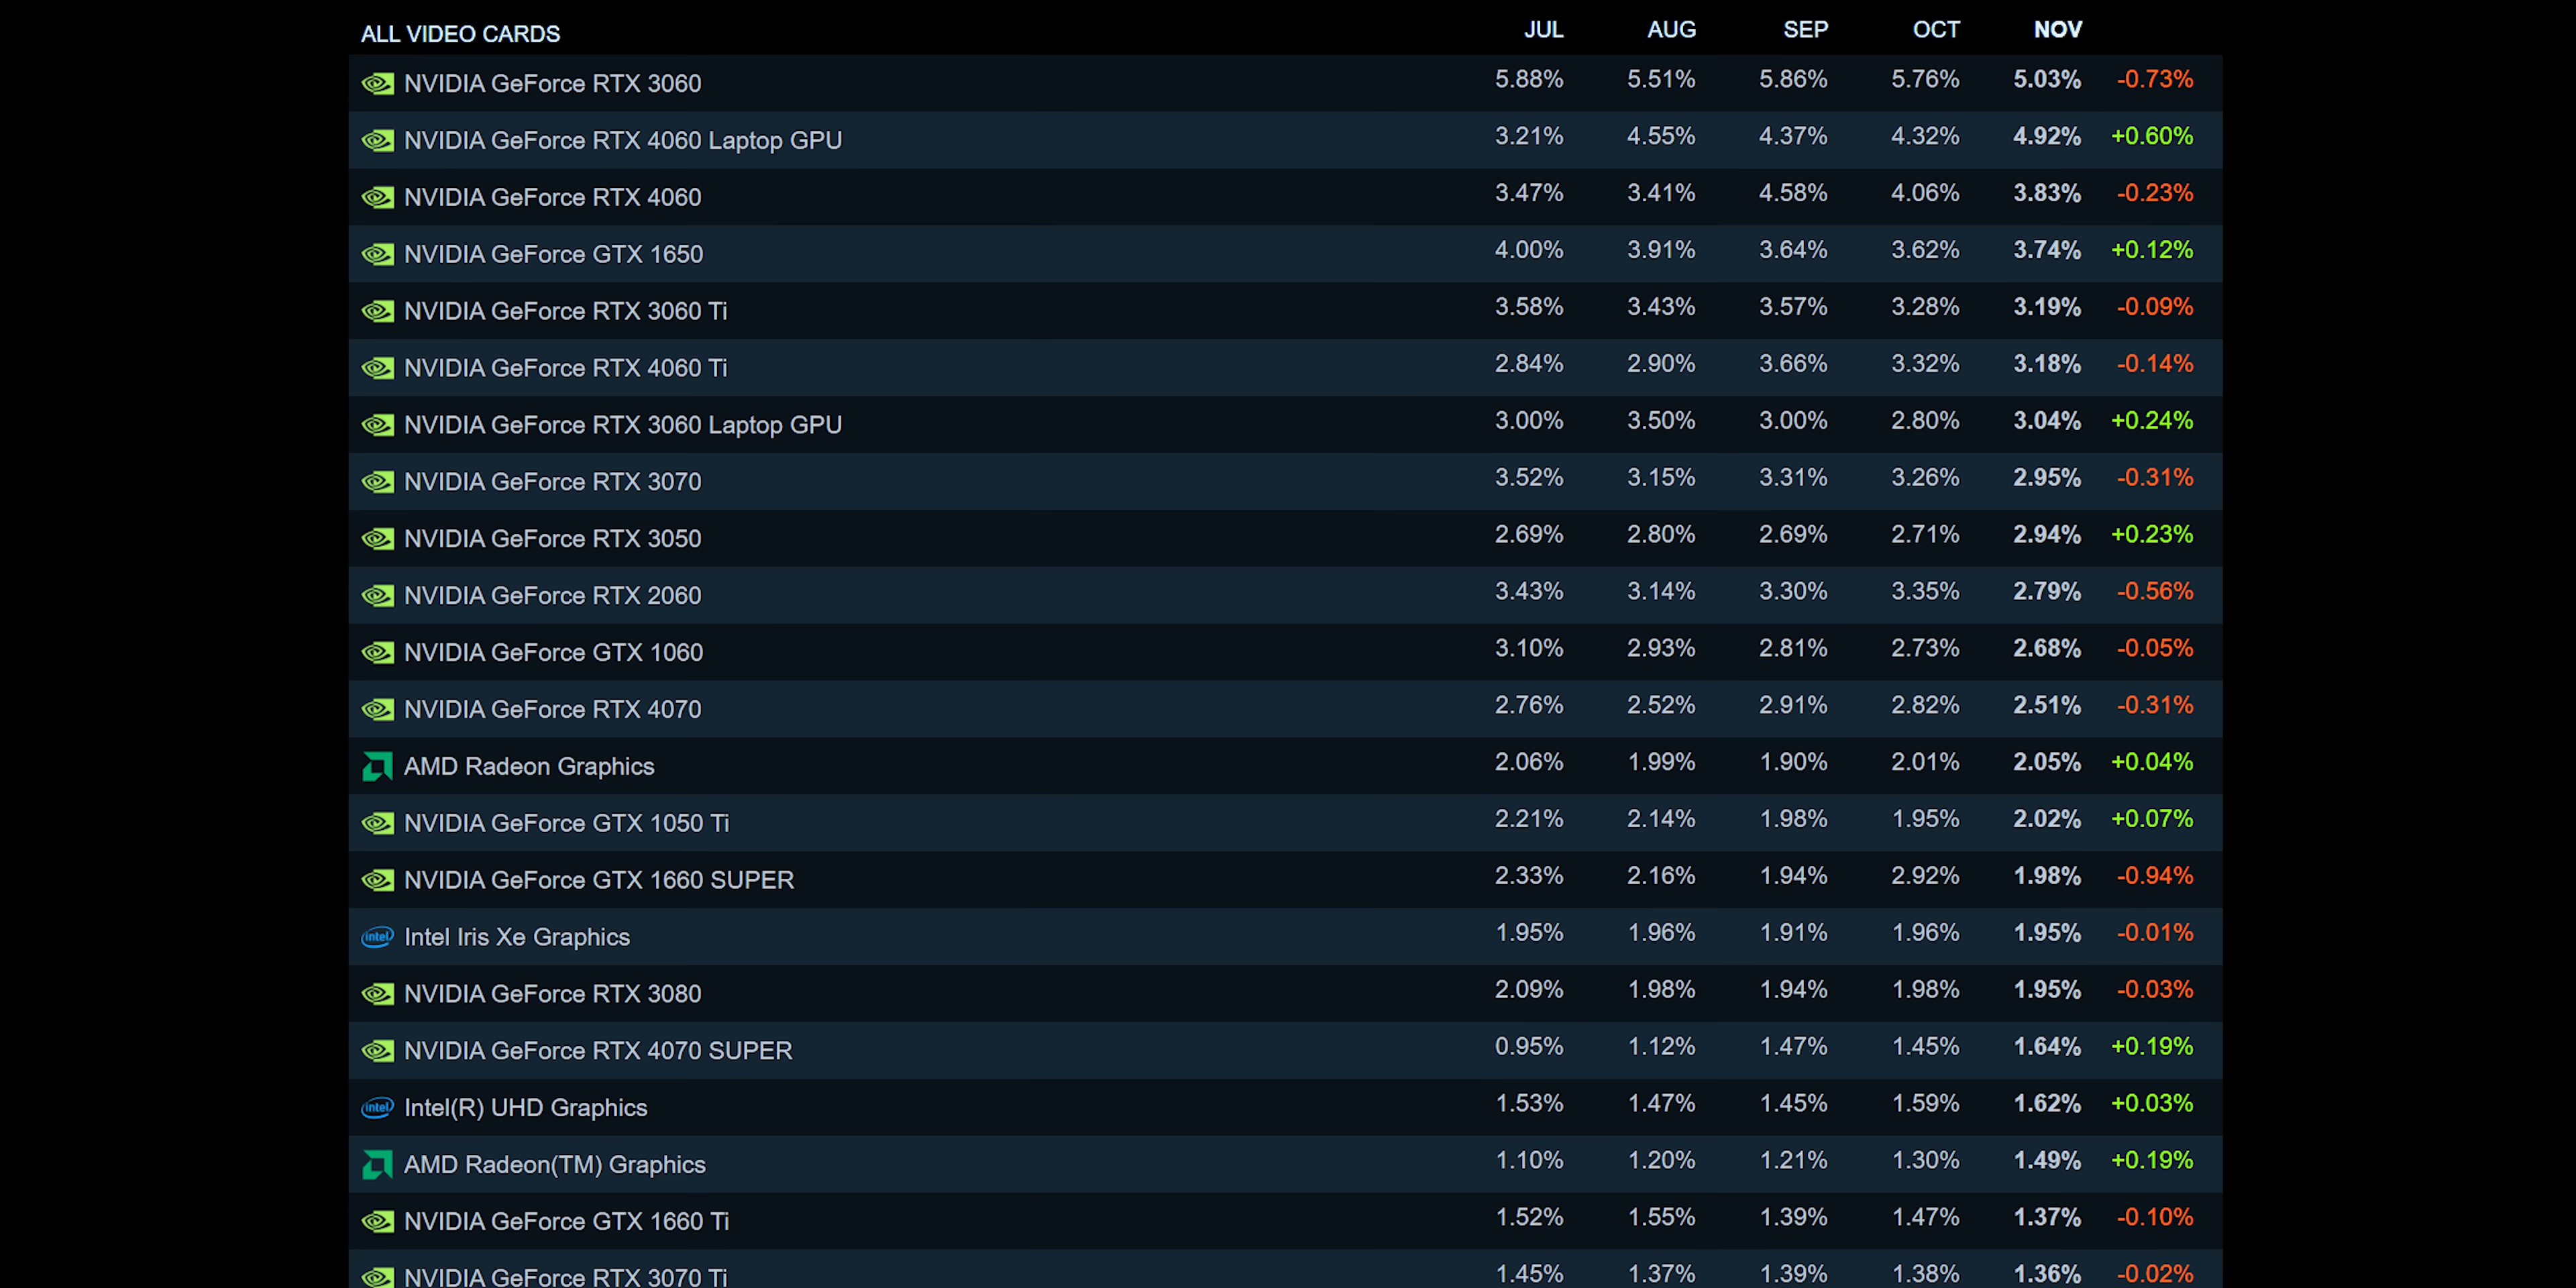 ALL VIDEO CARDS JUL AUG SEP OCT NOV
NVIDIA GeForce RTX 3060 5.88% 5.51% 5.86% 5.76% 5.03% -0.73%
NVIDIA GeForce RTX 4060 Laptop GPU 3.21% 4.55% 4.37% 4.32% 4.92% +0.60%
NVIDIA GeForce RTX 4060 3.47% 3.41% 4.58% 4.06% 3.83% -0.23%
NVIDIA GeForce GTX 1650 4.00% 3.91% 3.64% 3.62% 3.74% +0.12%
NVIDIA GeForce RTX 3060 Ti 3.58% 3.43% 3.57% 3.28% 3.19% -0.09%
NVIDIA GeForce RTX 4060 Ti 2.84% 2.90% 3.66% 3.32% 3.18% -0.14%
NVIDIA GeForce RTX 3060 Laptop GPU 3.00% 3.50% 3.00% 2.80% 3.04% +0.24%
NVIDIA GeForce RTX 3070 3.52% 3.15% 3.31% 3.26% 2.95% -0.31%
NVIDIA GeForce RTX 3050 2.69% 2.80% 2.69% 2.71% 2.94% +0.23%
NVIDIA GeForce RTX 2060 3.43% 3.14% 3.30% 3.35% 2.79% -0.56%
NVIDIA GeForce GTX 1060 3.10% 2.93% 2.81% 2.73% 2.68% -0.05%
NVIDIA GeForce RTX 4070 2.76% 2.52% 2.91% 2.82% 2.51% -0.31%
AMD Radeon Graphics 2.06% 1.99% 1.90% 2.01% 2.05% +0.04%
NVIDIA GeForce GTX 1050 Ti 2.21% 2.14% 1.98% 1.95% 2.02% +0.07%
NVIDIA GeForce GTX 1660 SUPER 2.33% 2.16% 1.94% 2.92% 1.98% -0.94%
intel Intel Iris Xe Graphics 1.95% 1.96% 1.91% 1.96% 1.95% -0.01%
NVIDIA GeForce RTX 3080 2.09% 1.98% 1.94% 1.98% 1.95% -0.03%
NVIDIA GeForce RTX 4070 SUPER 0.95% 1.12% 1.47% 1.45% 1.64% +0.19%
intel Intel(R) UHD Graphics 1.53% 1.47% 1.45% 1.59% 1.62% +0.03%
AMD Radeon(TM) Graphics 1.10% 1.20% 1.21% 1.30% 1.49% +0.19%
NVIDIA GeForce GTX 1660 Ti 1.52% 1.55% 1.39% 1.47% 1.37% -0.10%
NVIDIA GeForce RTX 3070 Ti 1.45% 1.37% 1.39% 1.38% 1.36% -0.02%